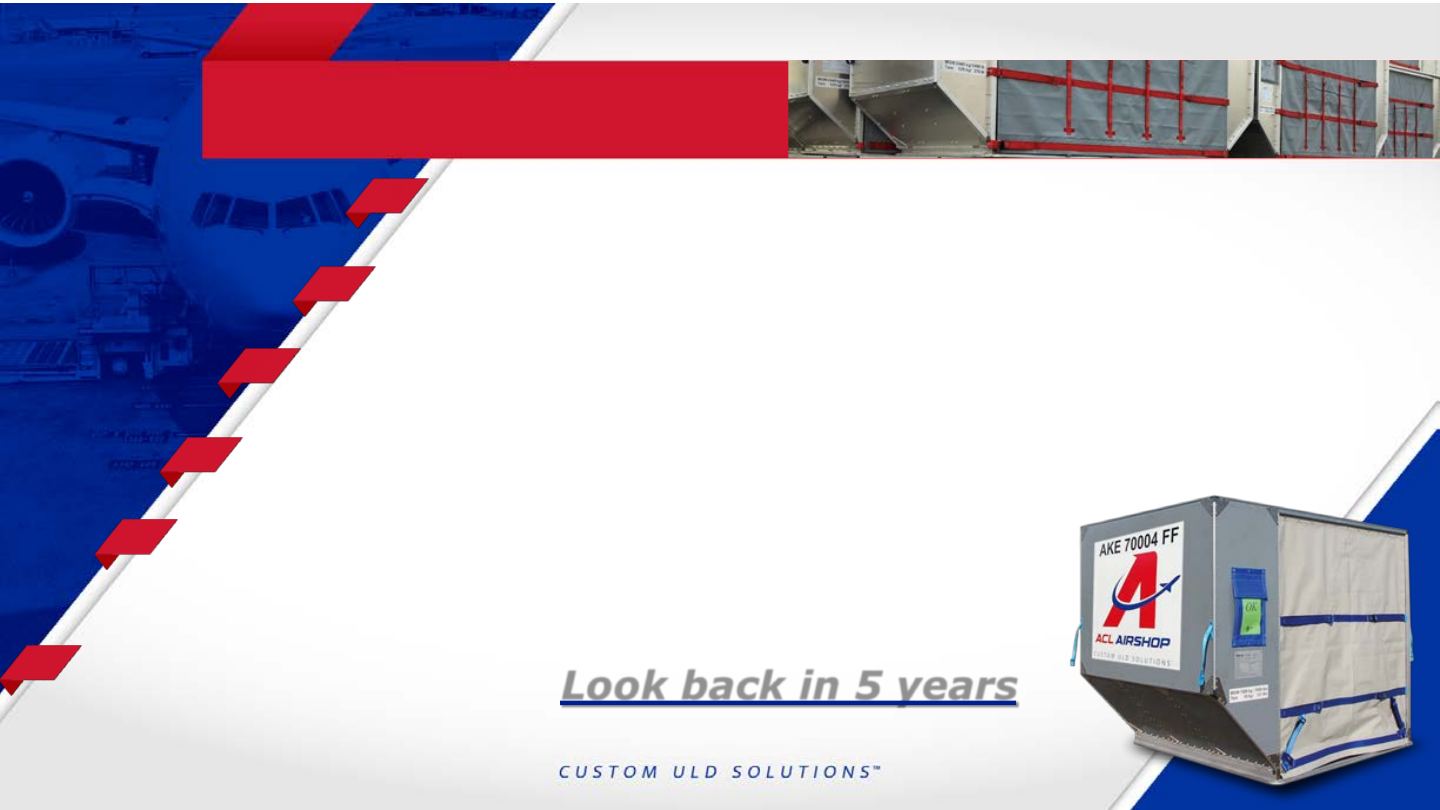 AKE 70004 FF
A
ACL AIRSHOP
CUSTOM ULD SOLUTIONS
OK
Look back in 5 years
CUSTOM ULD SOLUTIONS™